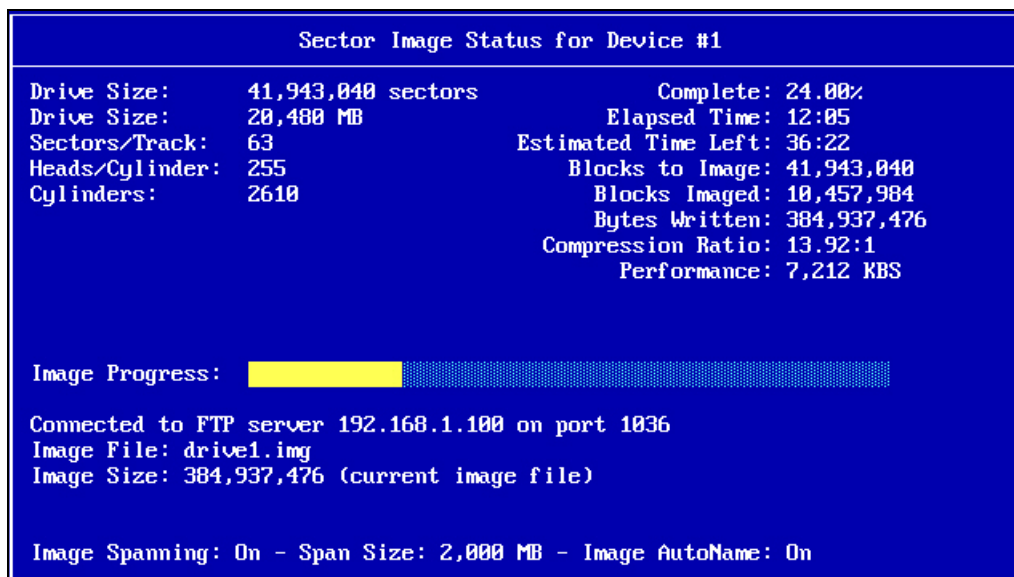 Sector Image Status for Device #1
Drive Size: 41,943,040 sectors Complete: 24.00%
Drive Size: 20,480 MB Elapsed Time: 12:05
Sectors/Track: 63 Estimated Time Left: 36:22
Heads/Cylinder: 255 Blocks to Image: 41,943,040
Cylinders: 2610 Blocks Imaged: 10,457,984
Bytes Written: 384,937,476
Compression Ratio: 13.92:1
Performance: 7,212 KBS
Image Progress:
Connected to FTP server 192.168.1.100 on port 1036
Image File: drive1.img
Image Size: 384,937,476 (current image file)
Image Spanning: On - Span Size: 2,000 MB - Image AutoName: On